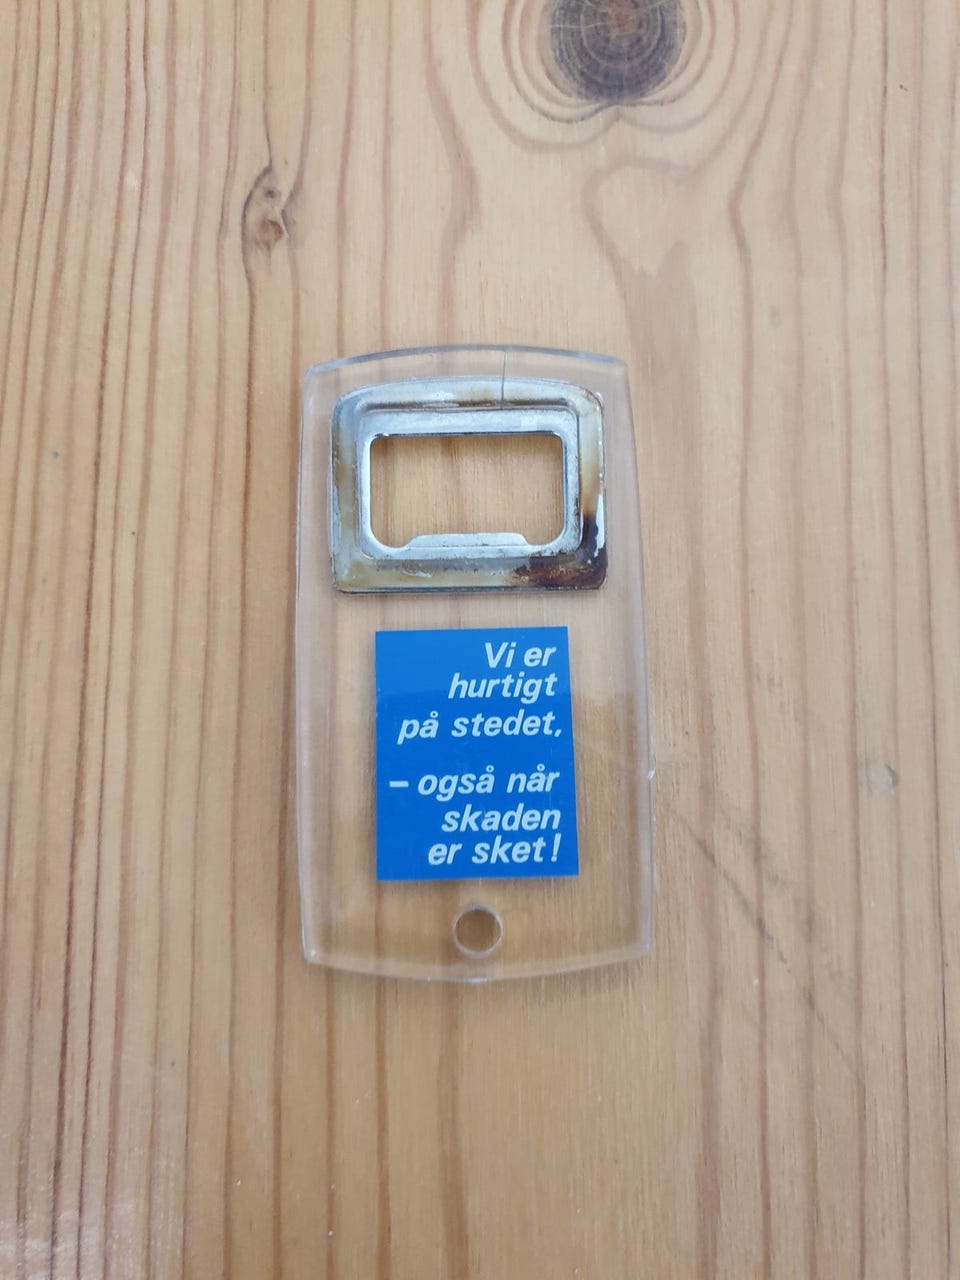 Vi er
hurtigt
på stedet,
– også når
skaden
er sket!